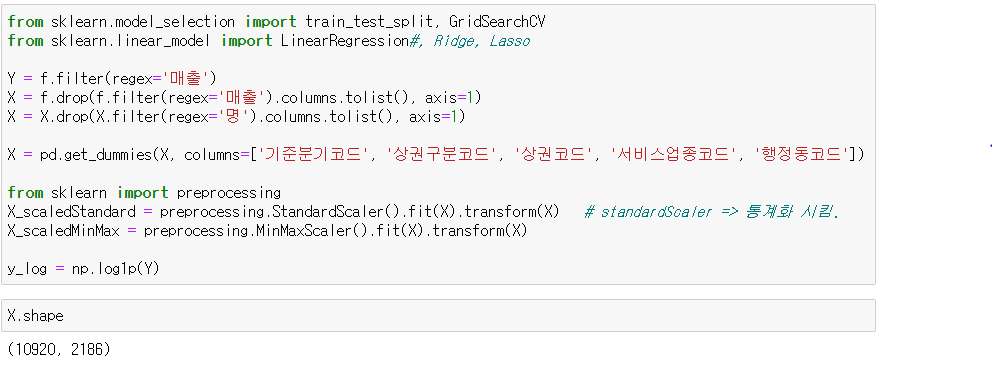 from sklearn.model_selection import train_test_split, GridSearchCV
from sklearn.linear_model import LinearRegression#, Ridge, Lasso
Y = f.filter(regex='매출')
X = f.drop(f.filter(regex='매출').columns.tolist(), axis=1)
X = X.drop(X.filter(regex='명').columns.tolist(), axis=1)
X = pd.get_dummies(X, columns=['기준분기코드', '상권구분코드', '상권코드', '서비스업종코드', '행정동코드'])
from sklearn import preprocessing
X_scaledStandard = preprocessing.StandardScaler().fit(X).transform(X)   # standardScaler => 통계화 시킴.
X_scaledMinMax = preprocessing.MinMaxScaler().fit(X).transform(X)
y_log = np.log1p(Y)
X.shape
(10920, 2186)